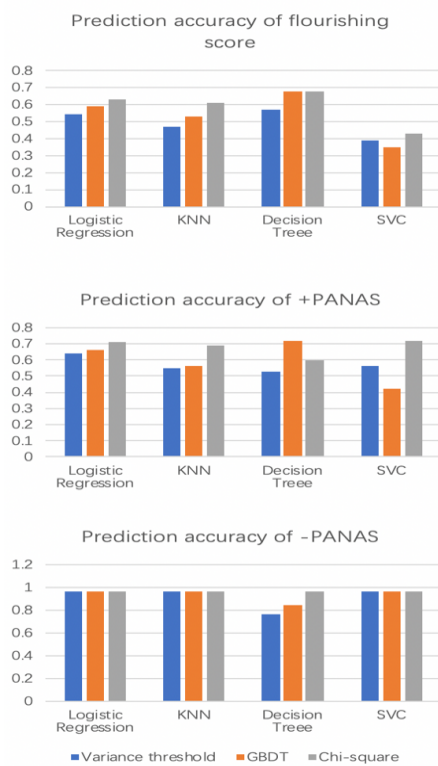 Prediction accuracy of flourishing
score
0.8
0.7
0.6
0.5
0.4
0.3
0.2
0.1
0
Logistic
Regression
KNN
Decision
Treee
SVC
Prediction accuracy of +PANAS
0.8
0.7
0.6
0.5
0.4
0.3
0.2
0.1
0
Logistic
Regression
KNN
Decision
Treee
SVC
Prediction accuracy of -PANAS
1.2
1
0.8
0.6
0.4
0.2
0
Logistic
Regression
KNN
Decision
Treee
SVC
Variance threshold
GBDT
Chi-square